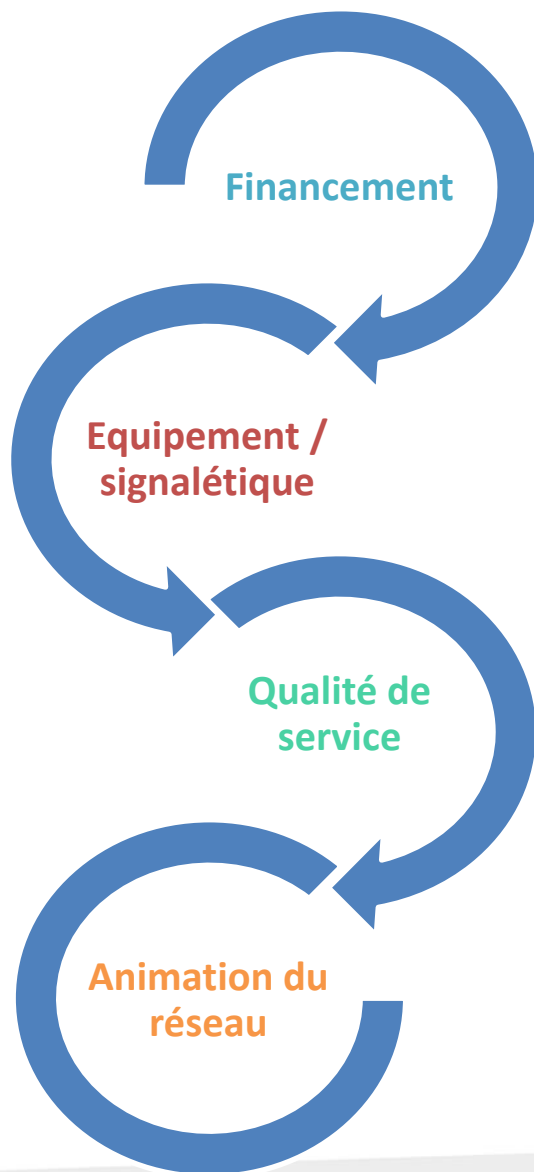 Financement
Equipement /
signalétique
Qualité de
service
Animation du
réseau